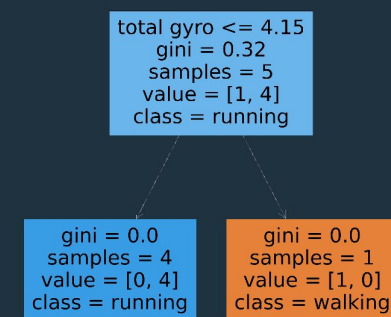 total gyro <= 4.15
gini = 0.32
samples = 5
value = [1, 4]
class = running
gini = 0.0
samples = 4
value = [0, 4]
class = running
gini = 0.0
samples = 1
value = [1, 0]
class = walking